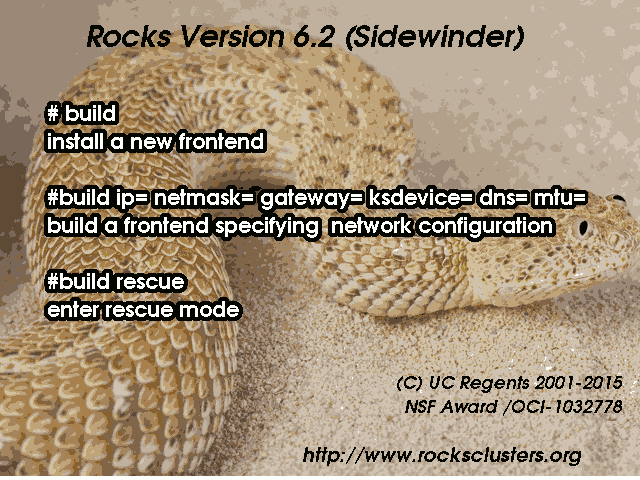 Rocks Version 6.2 (Sidewinder)
# build
install a new frontend
#build ip= netmask= gateway= ksdevice= dns= mtu=
build a frontend specifying  network configuration
#build rescue
enter rescue mode
(C) UC Regents 2001-2015
NSF Award /OCI-1032778
http://www.rocksclusters.org